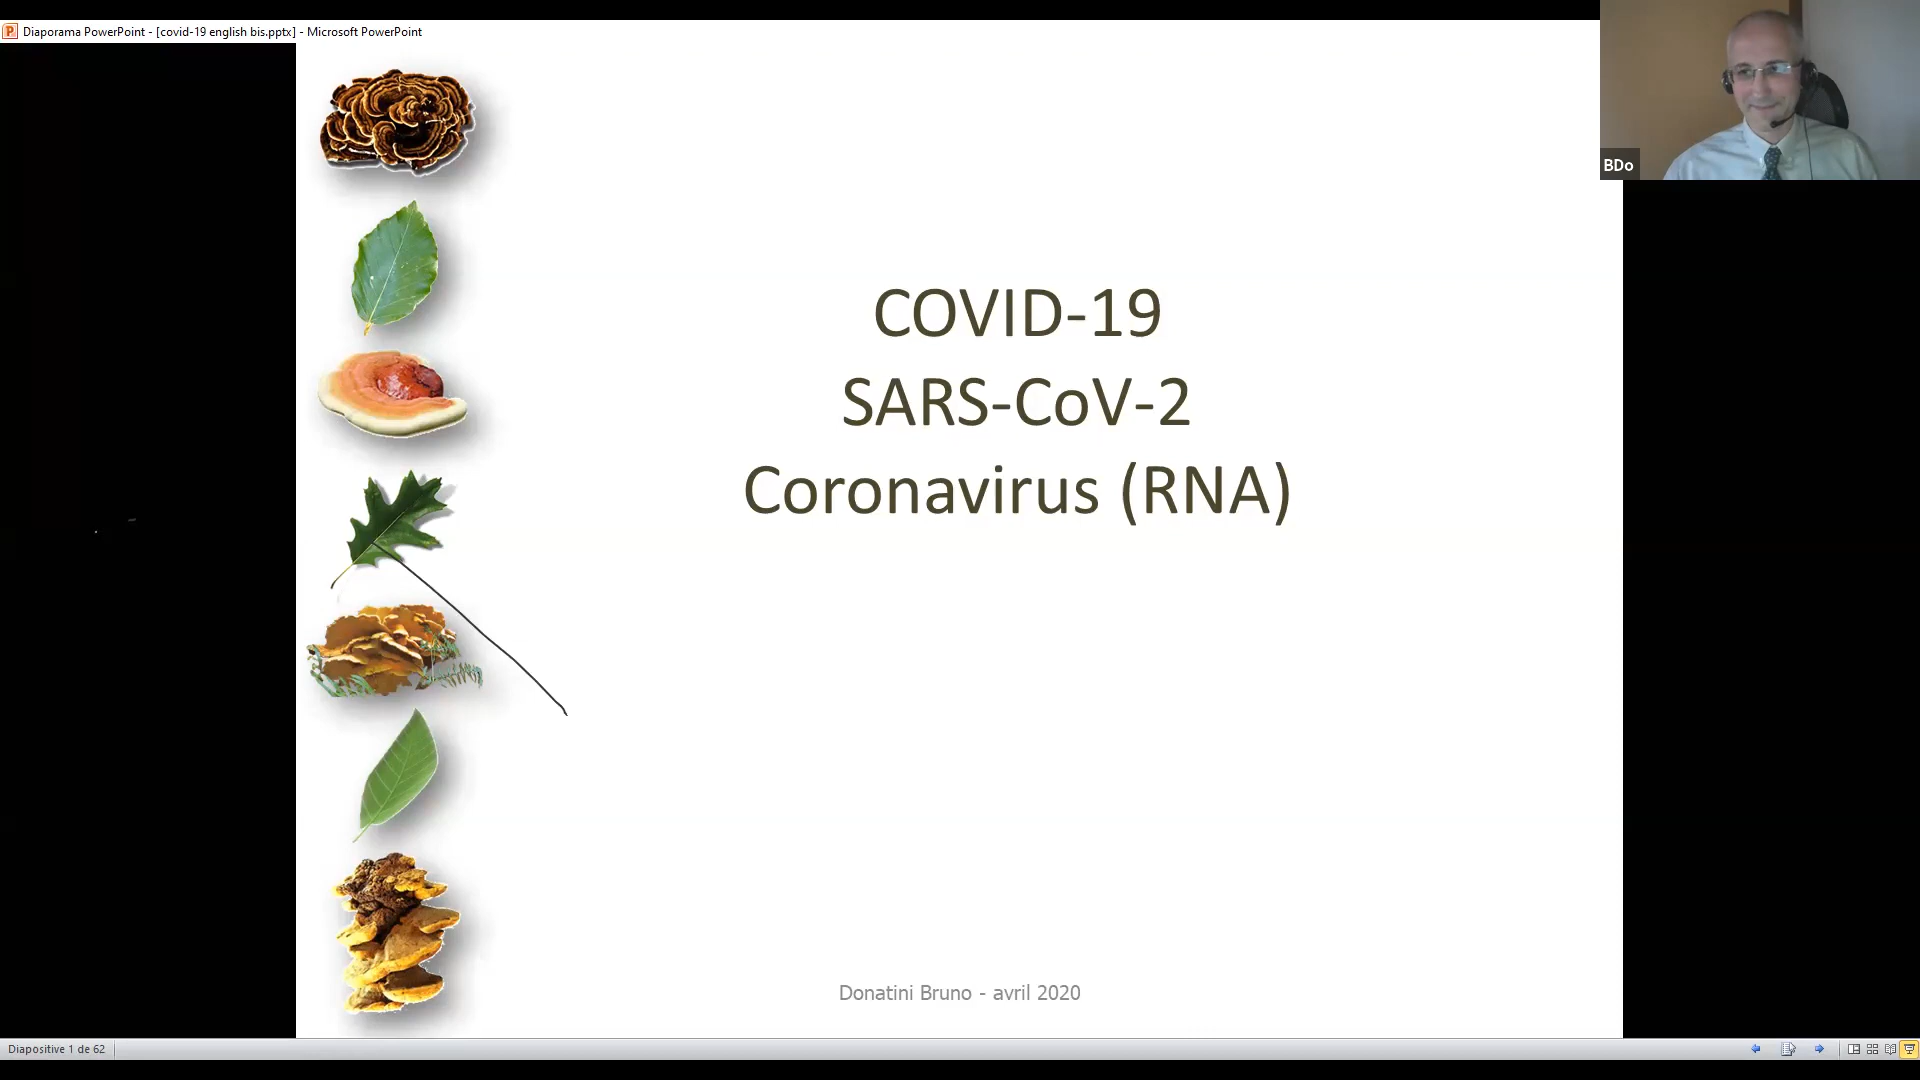 Diaporama PowerPoint - [covid-19 english bis.pptx] - Microsoft PowerPoint
BDo
COVID-19
SARS-CoV-2
Coronavirus (RNA)
Donatini Bruno - avril 2020
Diapositive 1 de 62